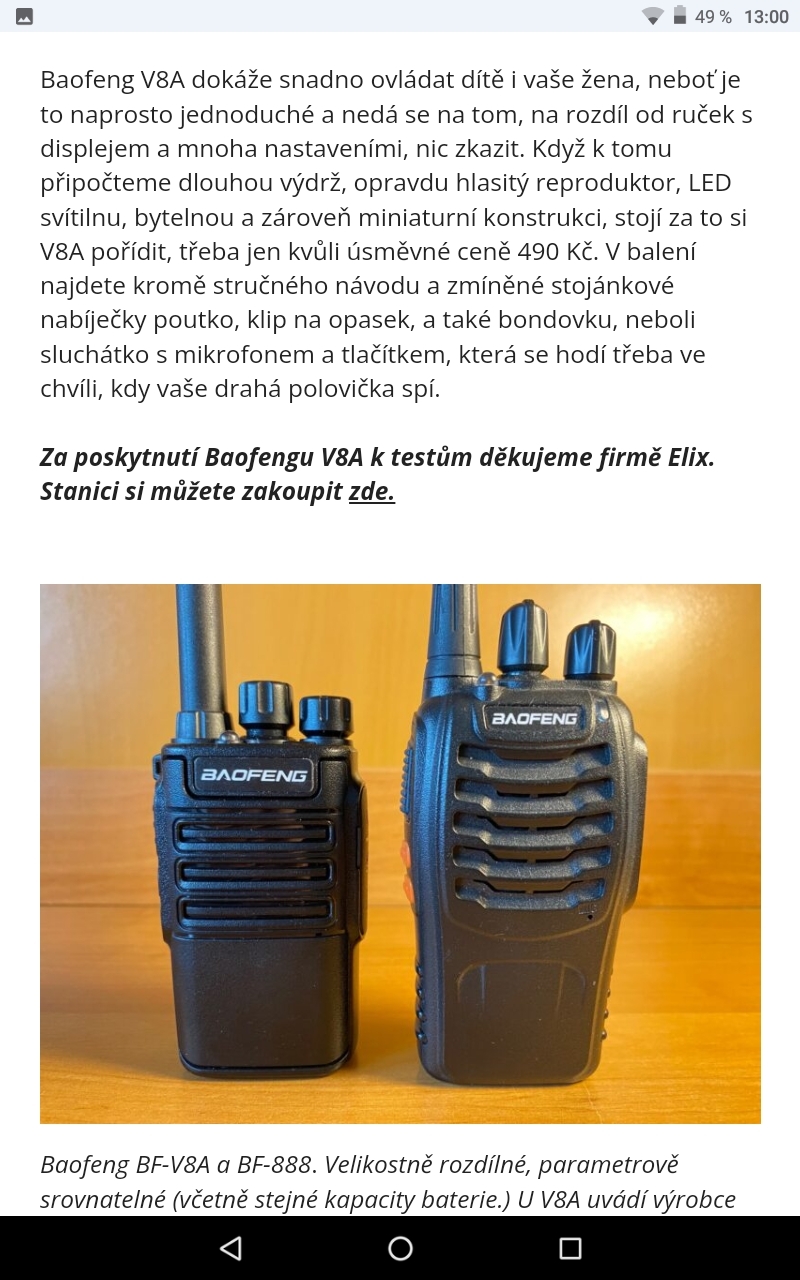 49 % 13:00
Baofeng V8A dokáže snadno ovládat dítě i vaše žena, neboť je
to naprosto jednoduché a nedá se na tom, na rozdíl od ruček s
displejem a mnoha nastaveními, nic zkazit. Když k tomu
připočteme dlouhou výdrž, opravdu hlasitý reproduktor, LED
svítilnu, bytelnou a zároveň miniaturní konstrukci, stojí za to si
V8A pořídit, třeba jen kvůli úsměvné ceně 490 Kč. V balení
najdete kromě stručného návodu a zmíněné stojánkové
nabíječky poutko, klip na opasek, a také bondovku, neboli
sluchátko s mikrofonem a tlačítkem, která se hodí třeba ve
chvíli, kdy vaše drahá polovička spí.
Za poskytnutí Baofengu V8A k testům děkujeme firmě Elix.
Stanici si můžete zakoupit zde.
BAOFENG
BAOFENG
Baofeng BF-V8A a BF-888. Velikostně rozdílné, parametrově
srovnatelné (včetně stejné kapacity baterie.) U V8A uvádí výrobce